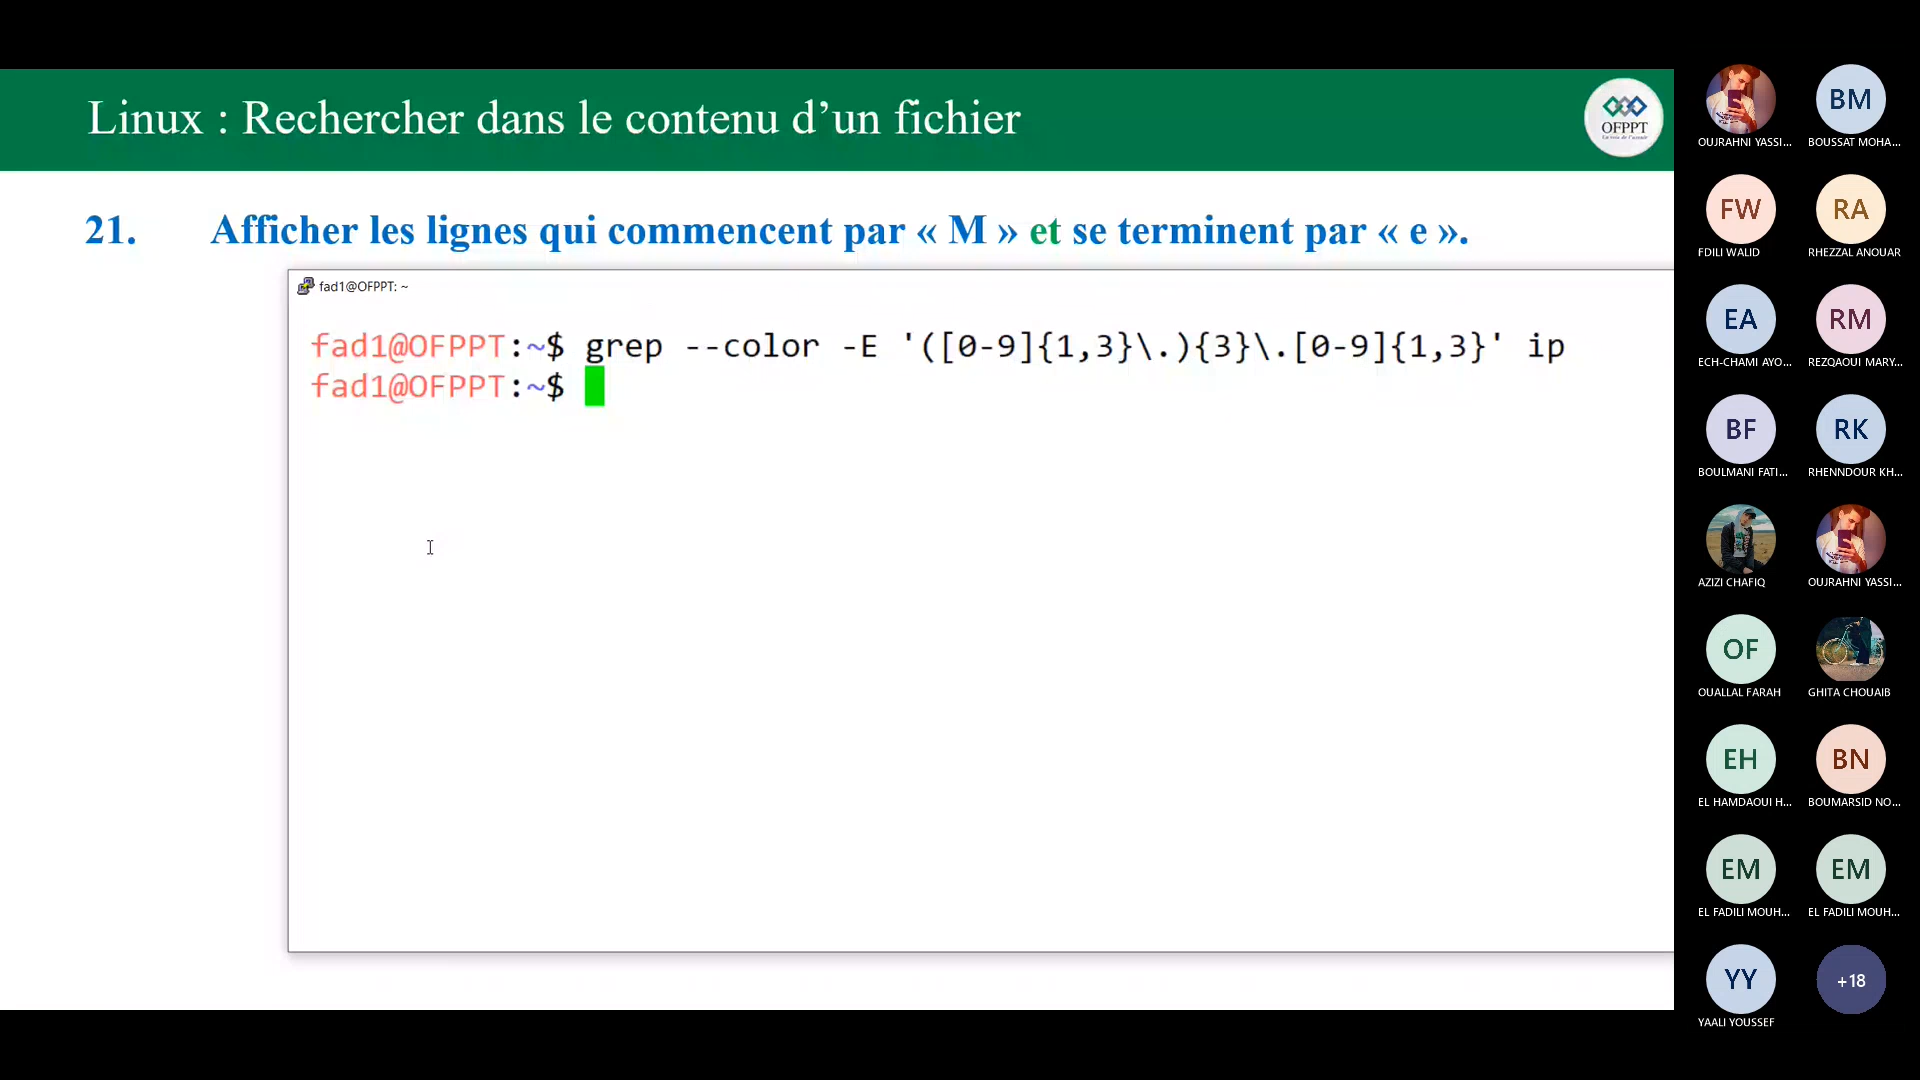 Linux : Rechercher dans le contenu d’un fichier
OFPPT
21. Afficher les lignes qui commencent par « M » et se terminent par « e ».
fad1@OFPPT: ~
fad1@OFPPT:~$ grep --color -E '([0-9]{1,3}\.){3}\.[0-9]{1,3}' ip
fad1@OFPPT:~$
OUJRAHNI YASSI...
BM
BOUSSAT MOHA...
FW
FDILI WALID
RA
RHEZZAL ANOUAR
EA
ECH-CHAMI AYO...
RM
REZQAOUI MARY...
BF
BOULMANI FATI...
RK
RHENNDOUR KH...
AZIZI CHAFIQ
OUJRAHNI YASSI...
OF
OUALLAL FARAH
GHITA CHOUAIB
EH
EL HAMDAOUI H...
BN
BOUMARSID NO...
EM
EL FADILI MOUH...
EM
EL FADILI MOUH...
YY
YAALI YOUSSEF
+18